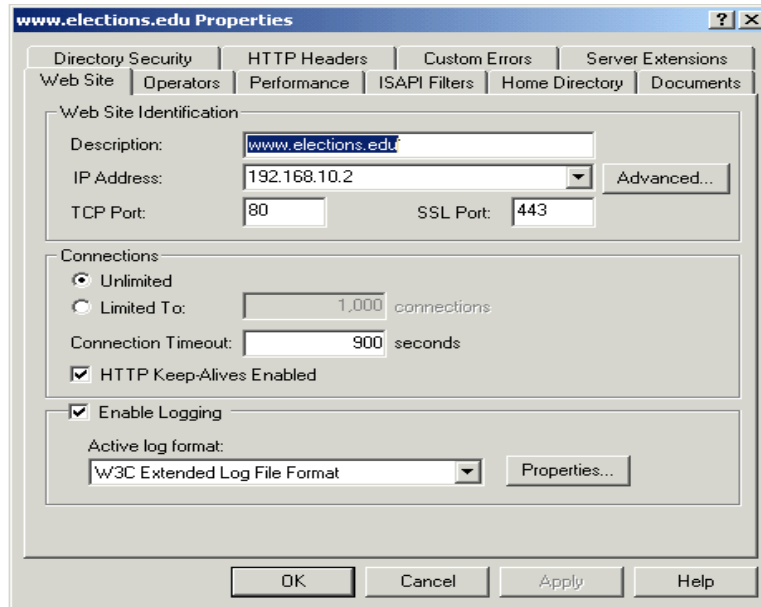 www.elections.edu Properties
Directory Security HTTP Headers Custom Errors Server Extensions
Web Site Operators Performance ISAPI Filters Home Directory Documents
Web Site Identification
Description: www.elections.edu
IP Address: 192.168.10.2 Advanced...
TCP Port: 80 SSL Port: 443
Connections
Unlimited
Limited To: 1,000 connections
Connection Timeout: 900 seconds
HTTP Keep-Alives Enabled
Enable Logging
Active log format:
W3C Extended Log File Format Properties...
OK Cancel Apply Help